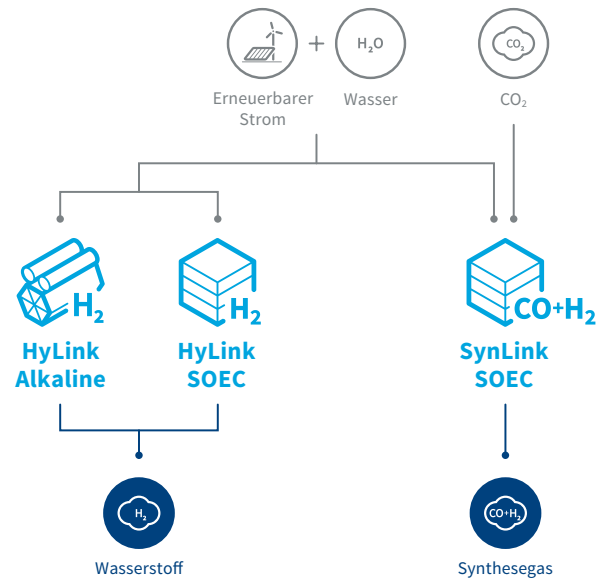 +
H₂O
CO₂
Erneuerbarer
Strom
Wasser
CO₂
H₂
H₂
CO+H₂
HyLink
Alkaline
HyLink
SOEC
SynLink
SOEC
H₂
CO+H₂
Wasserstoff
Synthesegas